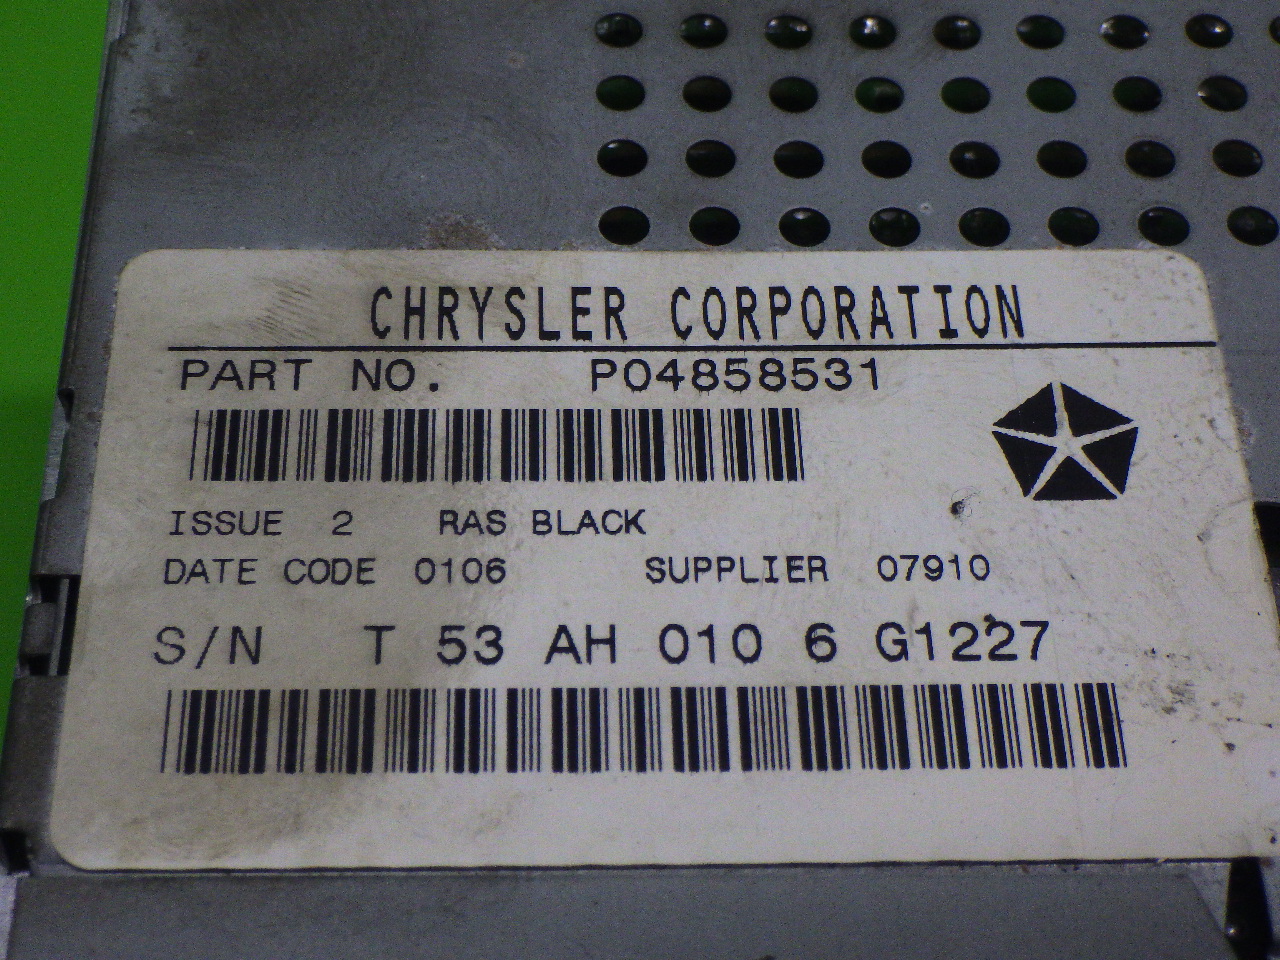 CHRYSLER CORPORATION
PART NO. P04858531
ISSUE 2 RAS BLACK
DATE CODE 0106 SUPPLIER 07910
S/N T 53 AH 010 6 G1227